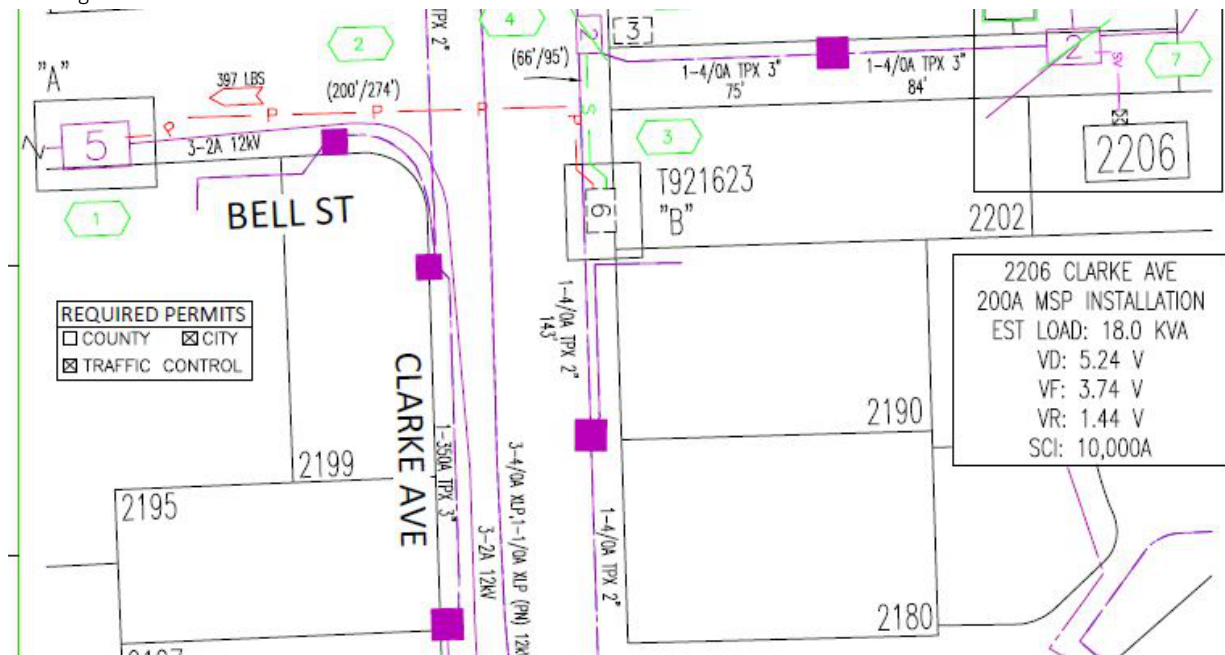 "A"
5
1
397 LBS
2
(200'/274')
P
P
P
P
P
3-2A 12kV
BELL ST
TPX 2"
4
(66'/95')
2
3
S
3
6
T921623
"B"
1-4/0A TPX 3"
75'
1-4/0A TPX 3"
84'
2
SV
7
2206
2202
REQUIRED PERMITS
COUNTY
CITY
TRAFFIC CONTROL
2206 CLARKE AVE
200A MSP INSTALLATION
EST LOAD: 18.0 KVA
VD: 5.24 V
VF: 3.74 V
VR: 1.44 V
SCI: 10,000A
1-4/0A TPX 2"
143'
CLARKE AVE
1-350A TPX 3"
3-2A 12kV
3-4/0A XLP,1-1/0A XLP (PN) 12kV
1-4/0A TPX 2"
2199
2195
2190
2180